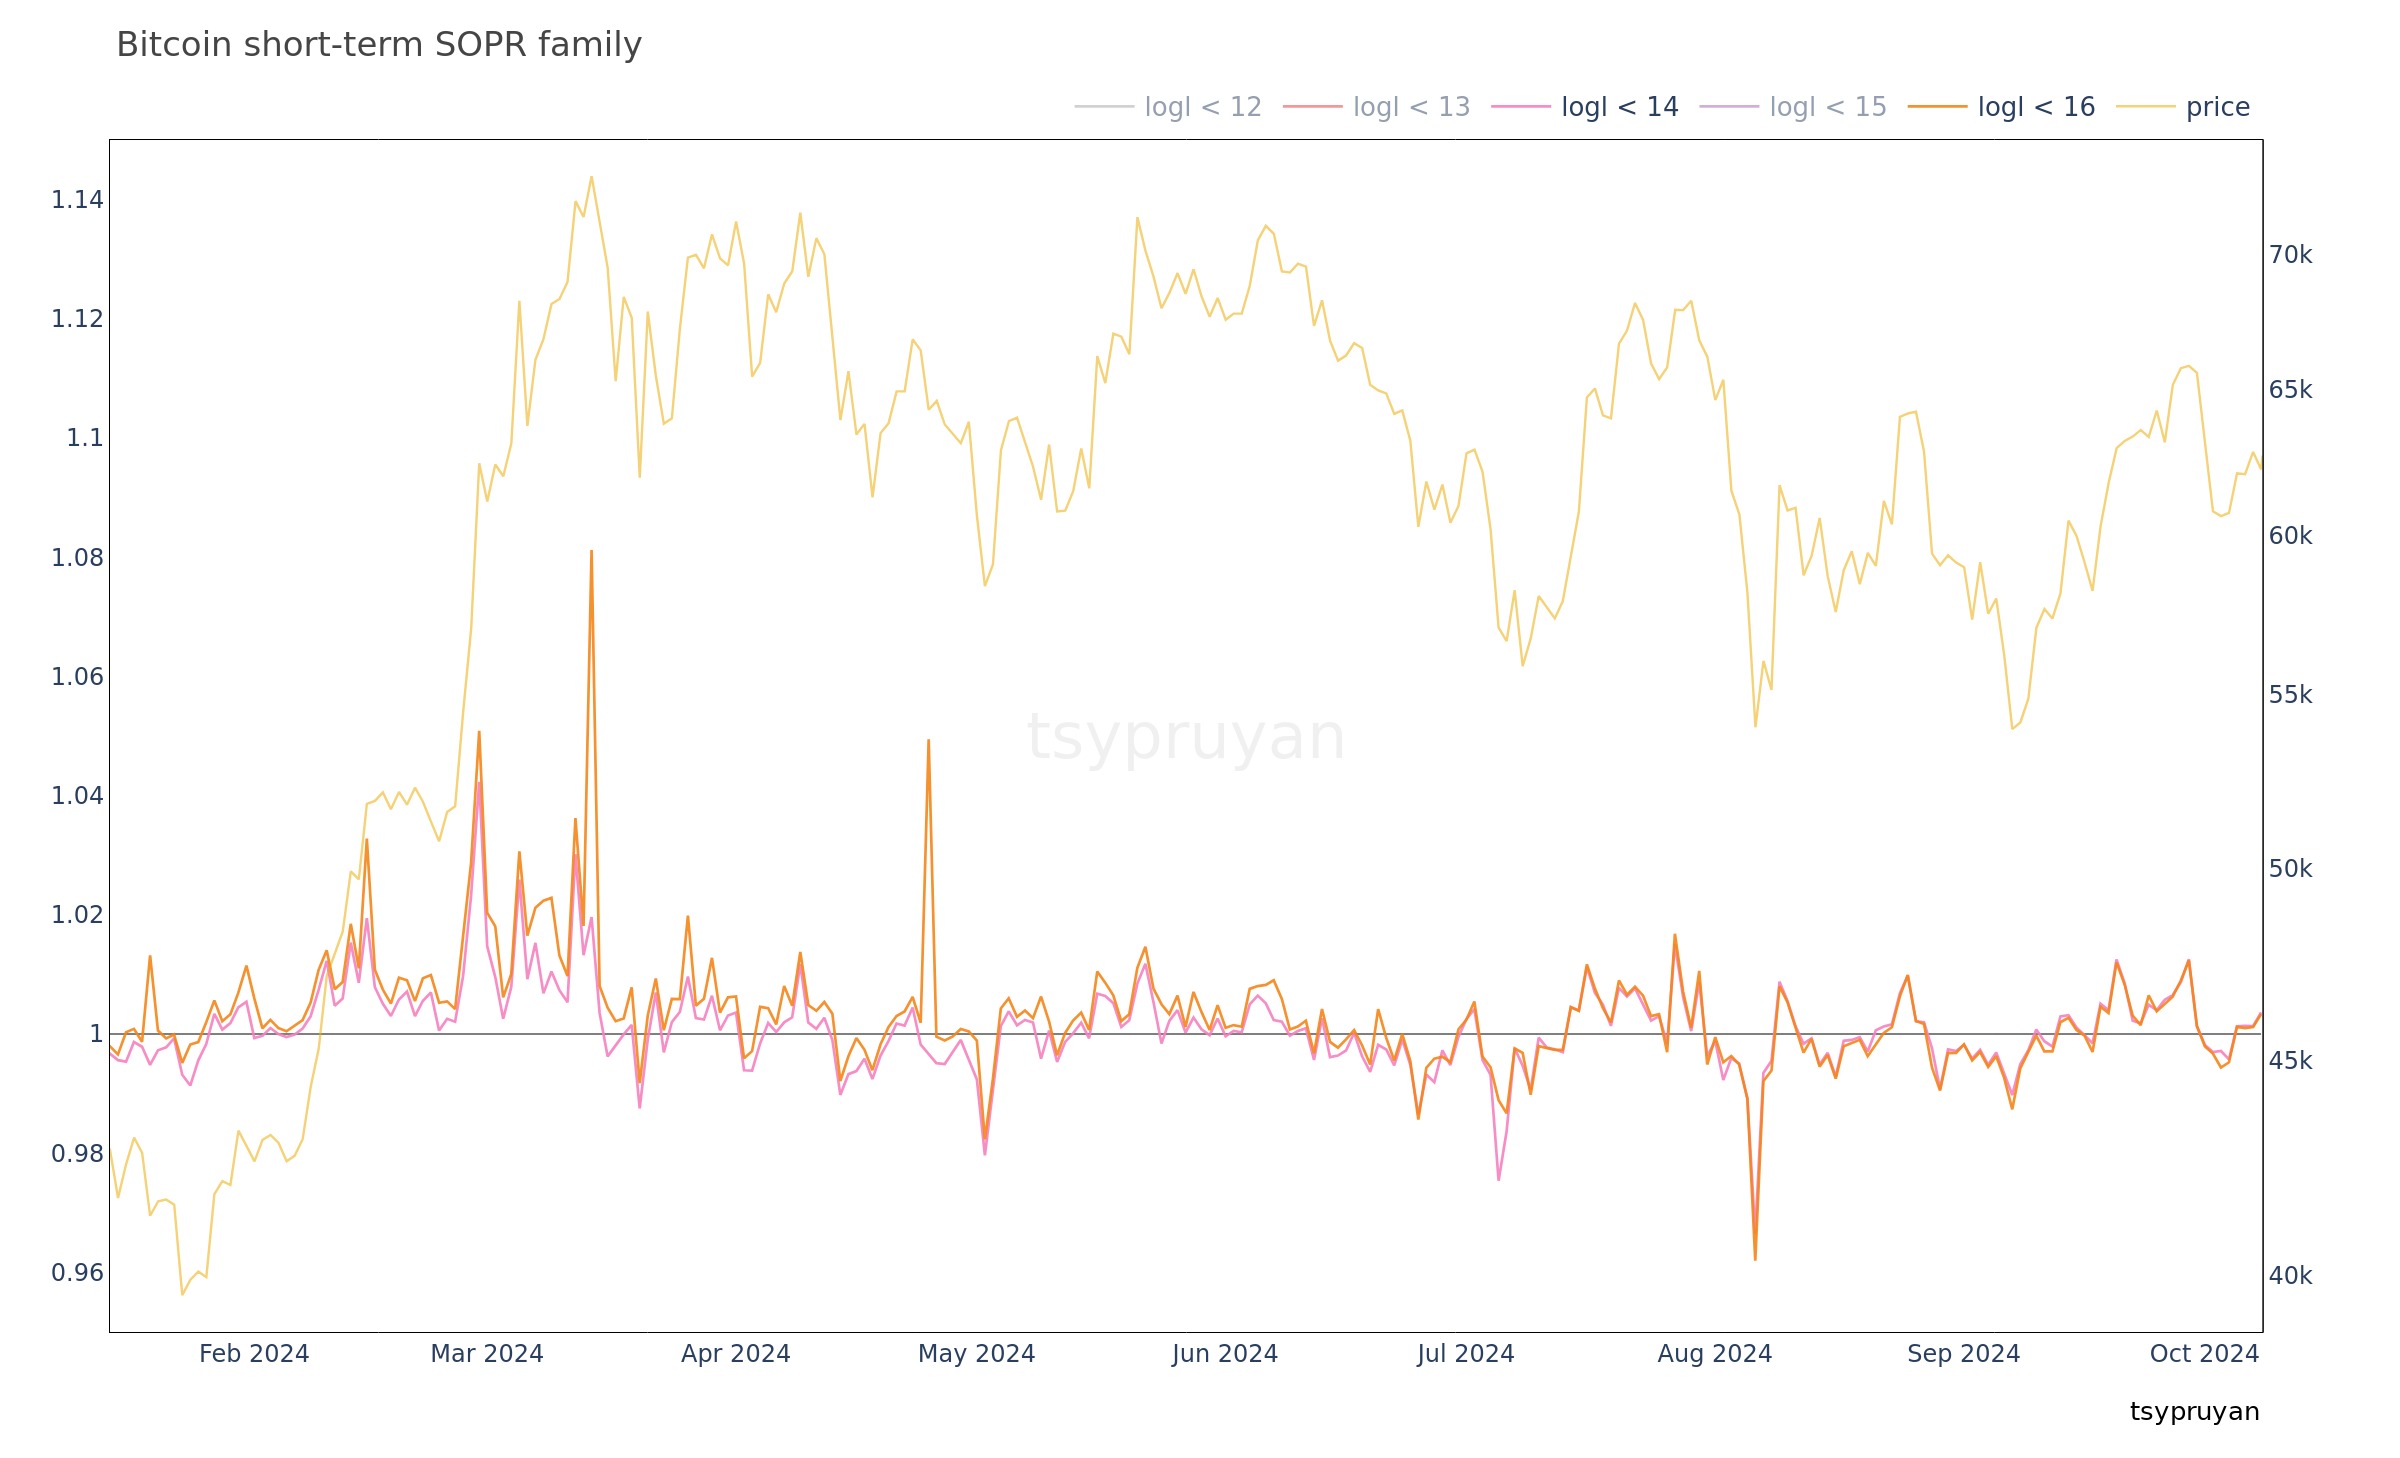 Bitcoin short-term SOPR family
logl < 12 logl < 13 logl < 14 logl < 15 logl < 16 price
1.14
1.12
1.1
1.08
1.06
1.04
1.02
1
0.98
0.96
70k
65k
60k
55k
50k
45k
40k
tsypruyan
Feb 2024 Mar 2024 Apr 2024 May 2024 Jun 2024 Jul 2024 Aug 2024 Sep 2024 Oct 2024
tsypruyan